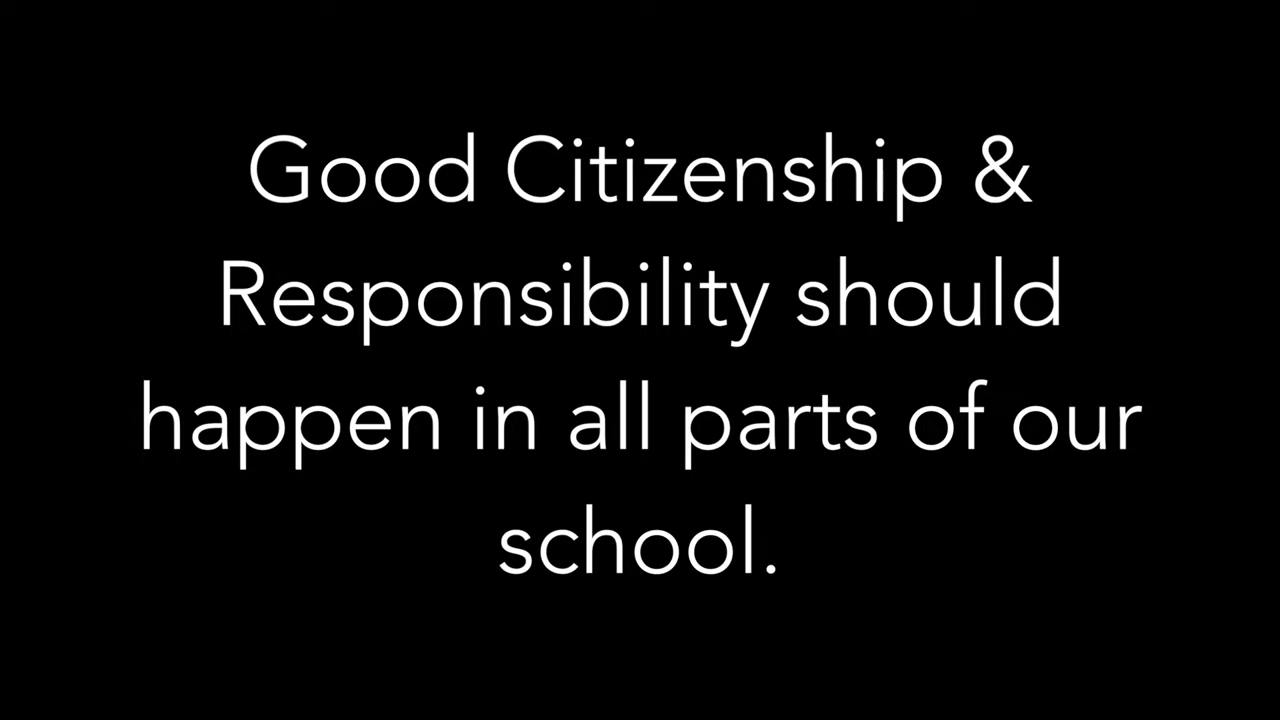 Good Citizenship &
Responsibility should
happen in all parts of our
school.